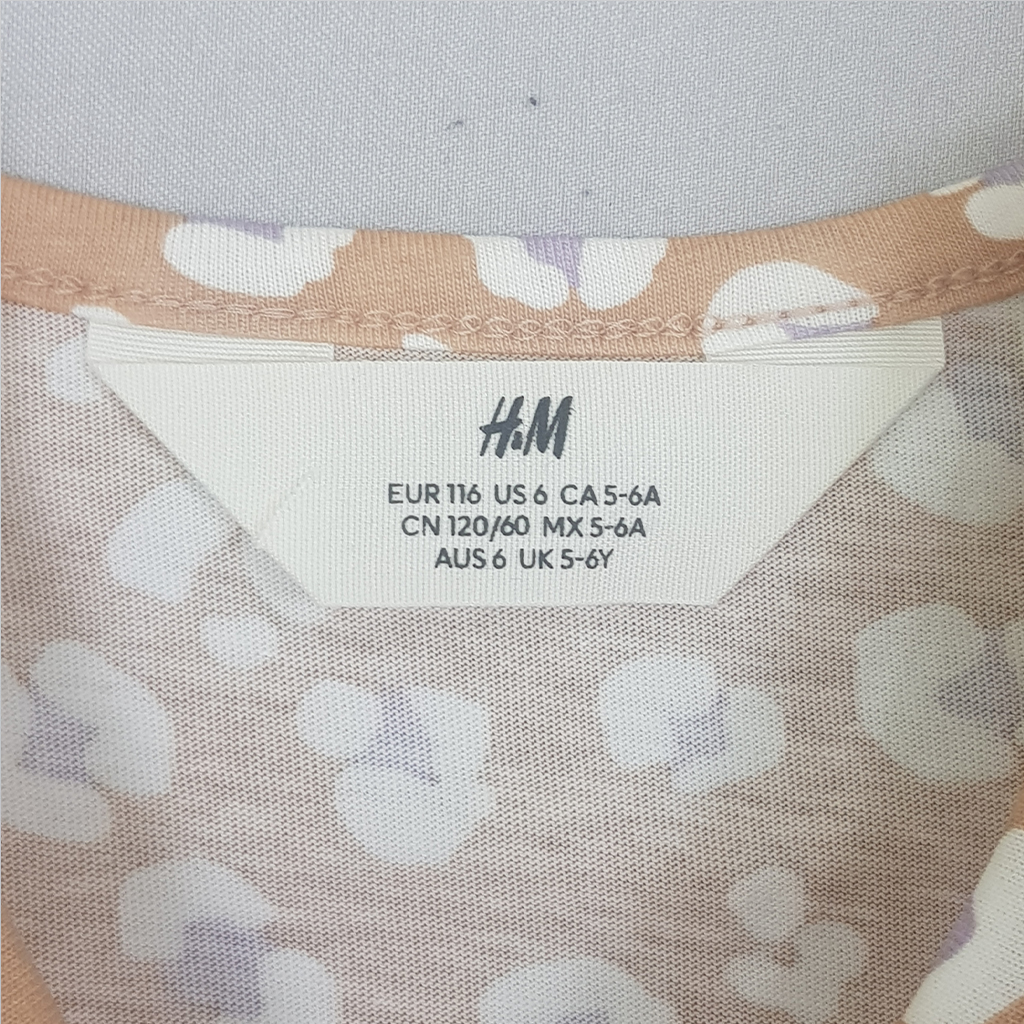 H&M
EUR 116 US 6 CA 5-6A
CN 120/60 MX 5-6A
AUS 6 UK 5-6Y